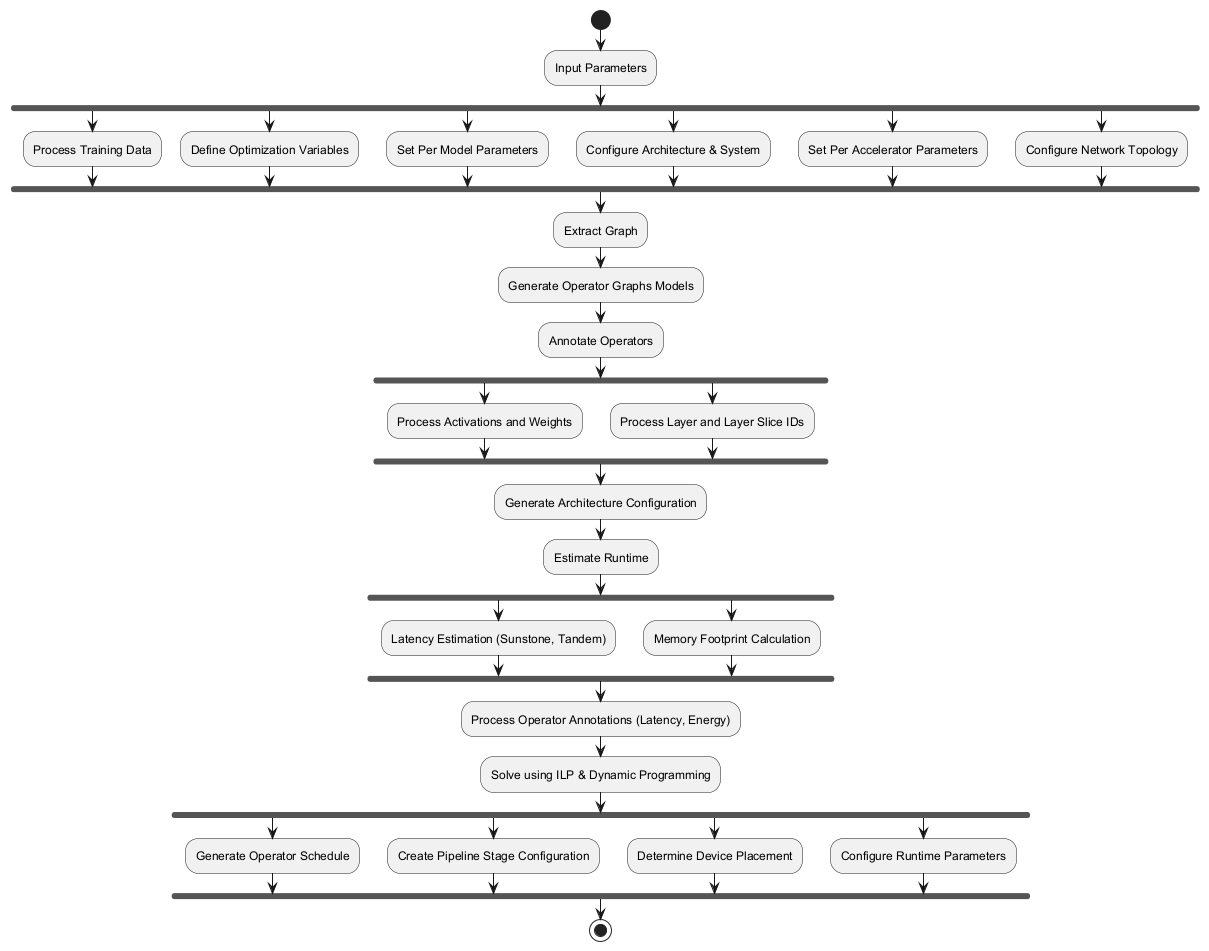 Input Parameters
Process Training Data
Define Optimization Variables
Set Per Model Parameters
Configure Architecture & System
Set Per Accelerator Parameters
Configure Network Topology
Extract Graph
Generate Operator Graphs Models
Annotate Operators
Process Activations and Weights
Process Layer and Layer Slice IDs
Generate Architecture Configuration
Estimate Runtime
Latency Estimation (Sunstone, Tandem)
Memory Footprint Calculation
Process Operator Annotations (Latency, Energy)
Solve using ILP & Dynamic Programming
Generate Operator Schedule
Create Pipeline Stage Configuration
Determine Device Placement
Configure Runtime Parameters